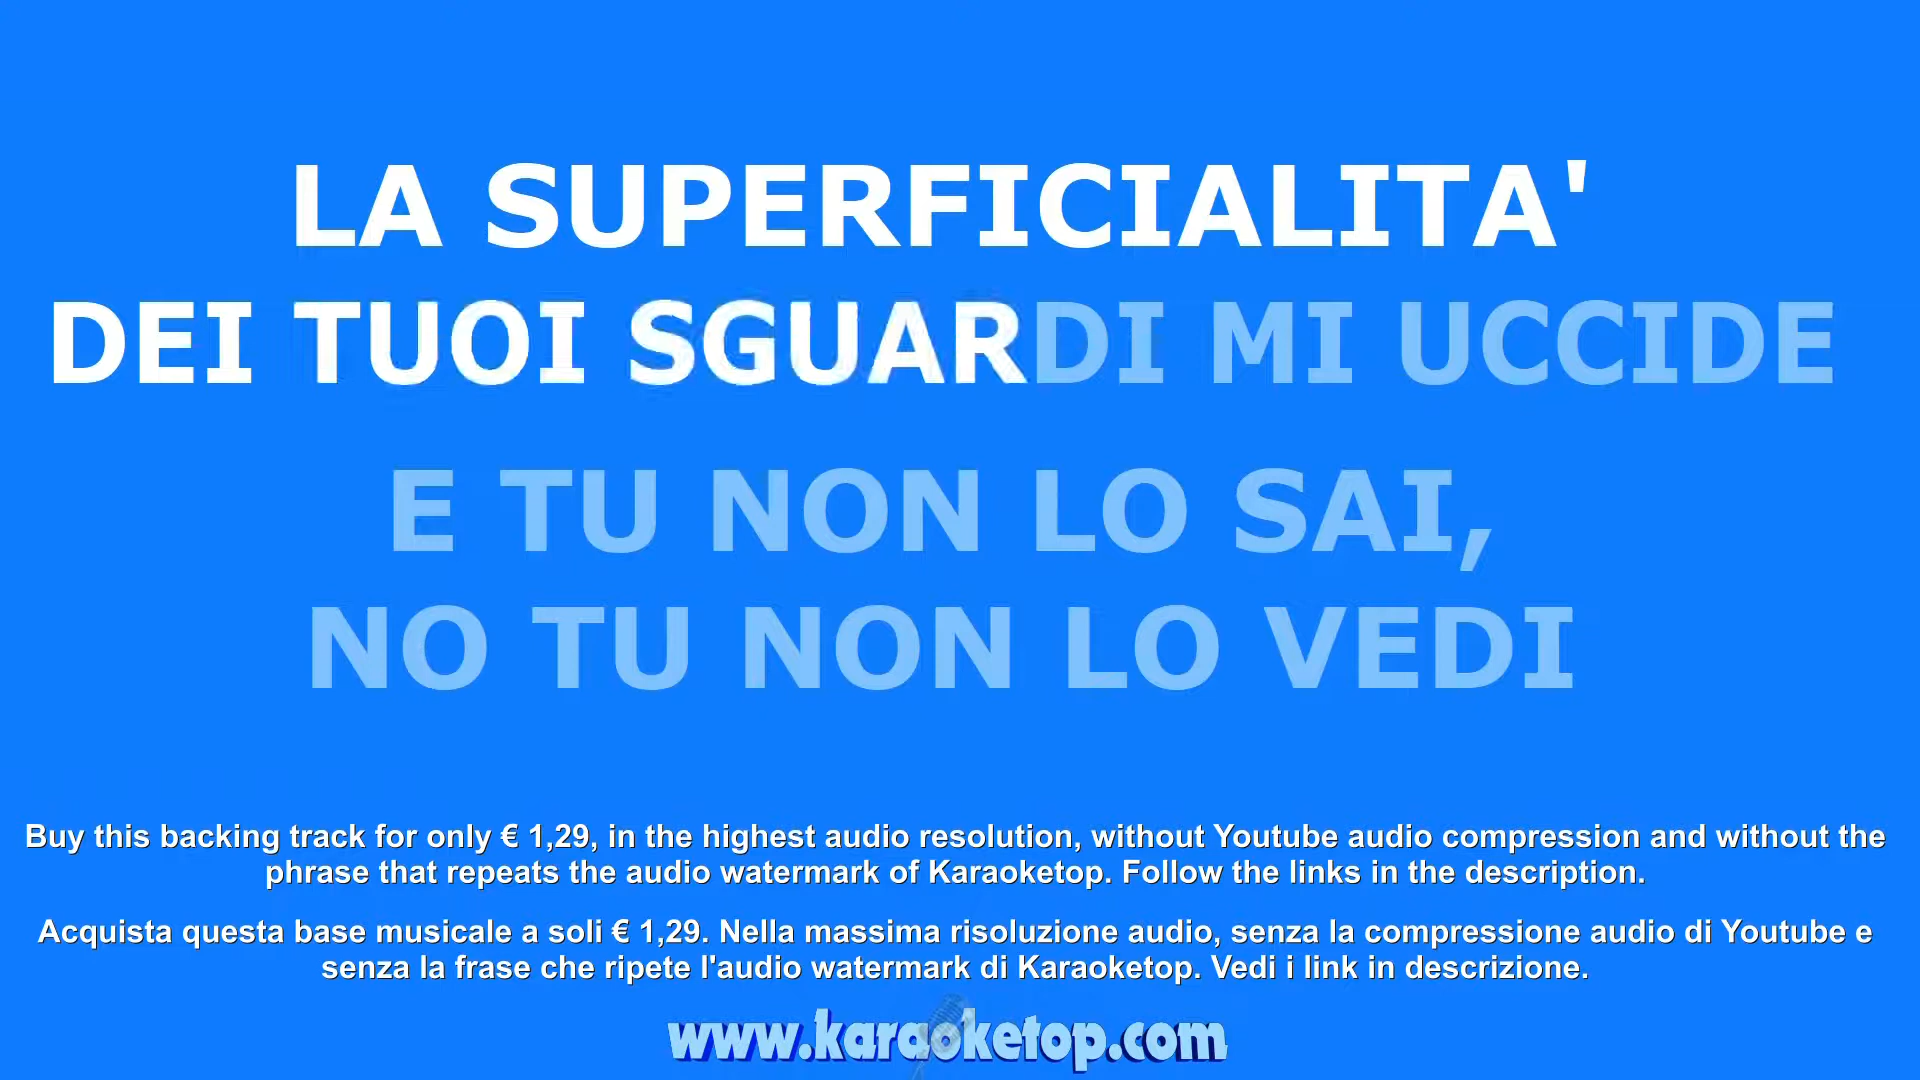 LA SUPERFICIALITA'
DEI TUOI SGUARDI MI UCCIDE
E TU NON LO SAI,
NO TU NON LO VEDI
Buy this backing track for only € 1,29, in the highest audio resolution, without Youtube audio compression and without the
phrase that repeats the audio watermark of Karaoketop. Follow the links in the description.
Acquista questa base musicale a soli € 1,29. Nella massima risoluzione audio, senza la compressione audio di Youtube e
senza la frase che ripete l'audio watermark di Karaoketop. Vedi i link in descrizione.
www.karaoketop.com